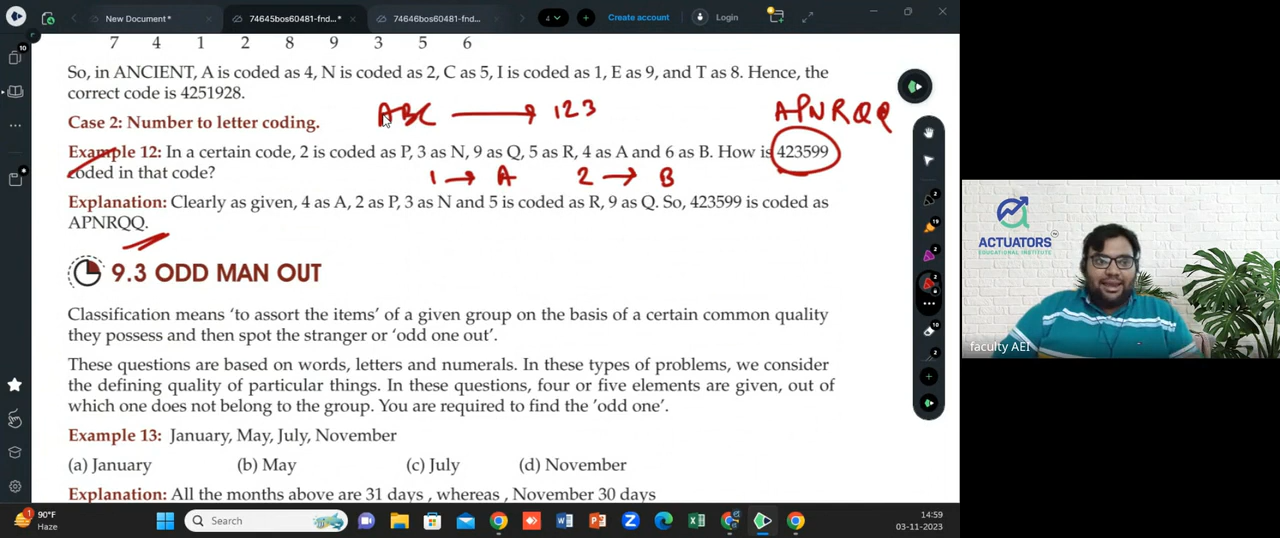 New Document*
74645bos60481-fnd...*
74646bos60481-fnd...
4
Create account
Login
7 4 1 2 8 9 3 5 6
So, in ANCIENT, A is coded as 4, N is coded as 2, C as 5, I is coded as 1, E as 9, and T as 8. Hence, the
correct code is 4251928.
ABC → 123
APNRQQ
Case 2: Number to letter coding.
Example 12: In a certain code, 2 is coded as P, 3 as N, 9 as Q, 5 as R, 4 as A and 6 as B. How is 423599
coded in that code?
1 → A 2 → B
Explanation: Clearly as given, 4 as A, 2 as P, 3 as N and 5 is coded as R, 9 as Q. So, 423599 is coded as
APNRQQ.
9.3 ODD MAN OUT
Classification means ‘to assort the items’ of a given group on the basis of a certain common quality
they possess and then spot the stranger or ‘odd one out’.
These questions are based on words, letters and numerals. In these types of problems, we consider
the defining quality of particular things. In these questions, four or five elements are given, out of
which one does not belong to the group. You are required to find the ‘odd one’.
Example 13: January, May, July, November
(a) January (b) May (c) July (d) November
Explanation: All the months above are 31 days , whereas , November 30 days
ACTUATORS
EDUCATIONAL INSTITUTE
faculty AEI
90°F
Haze
Search
14:59
03-11-2023